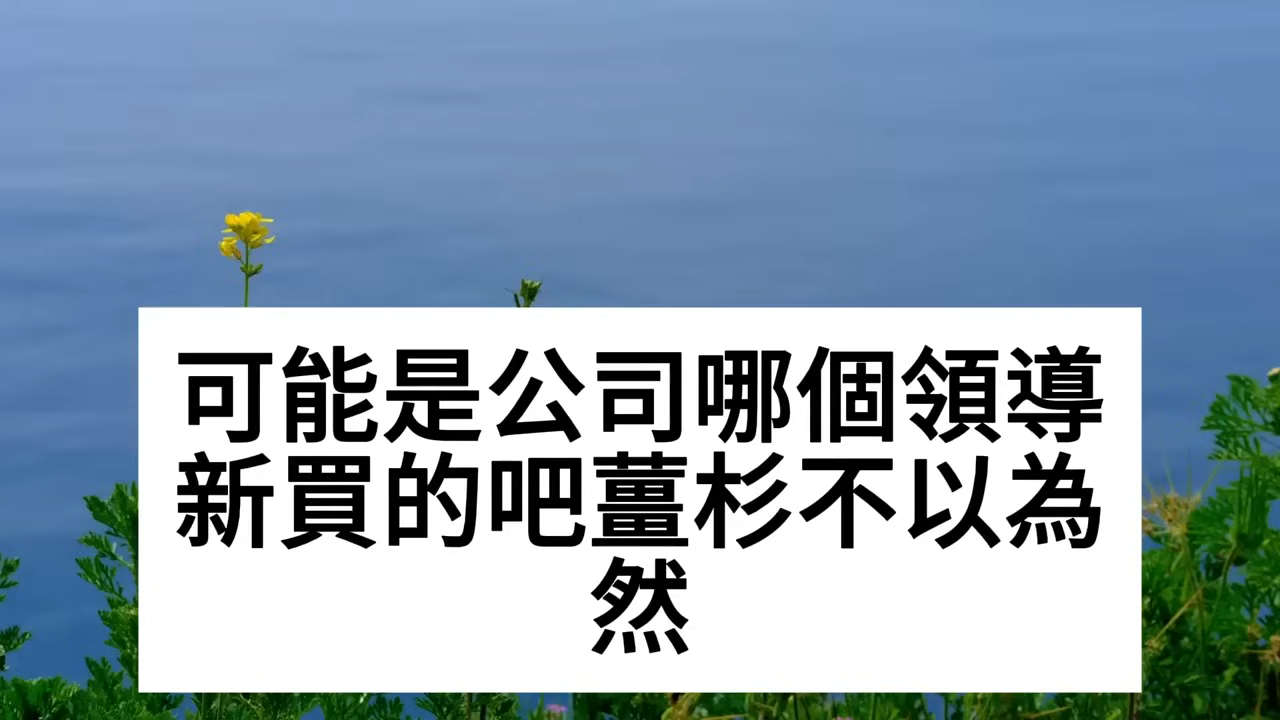 可能是公司哪個領導
新買的吧薑杉不以為
然